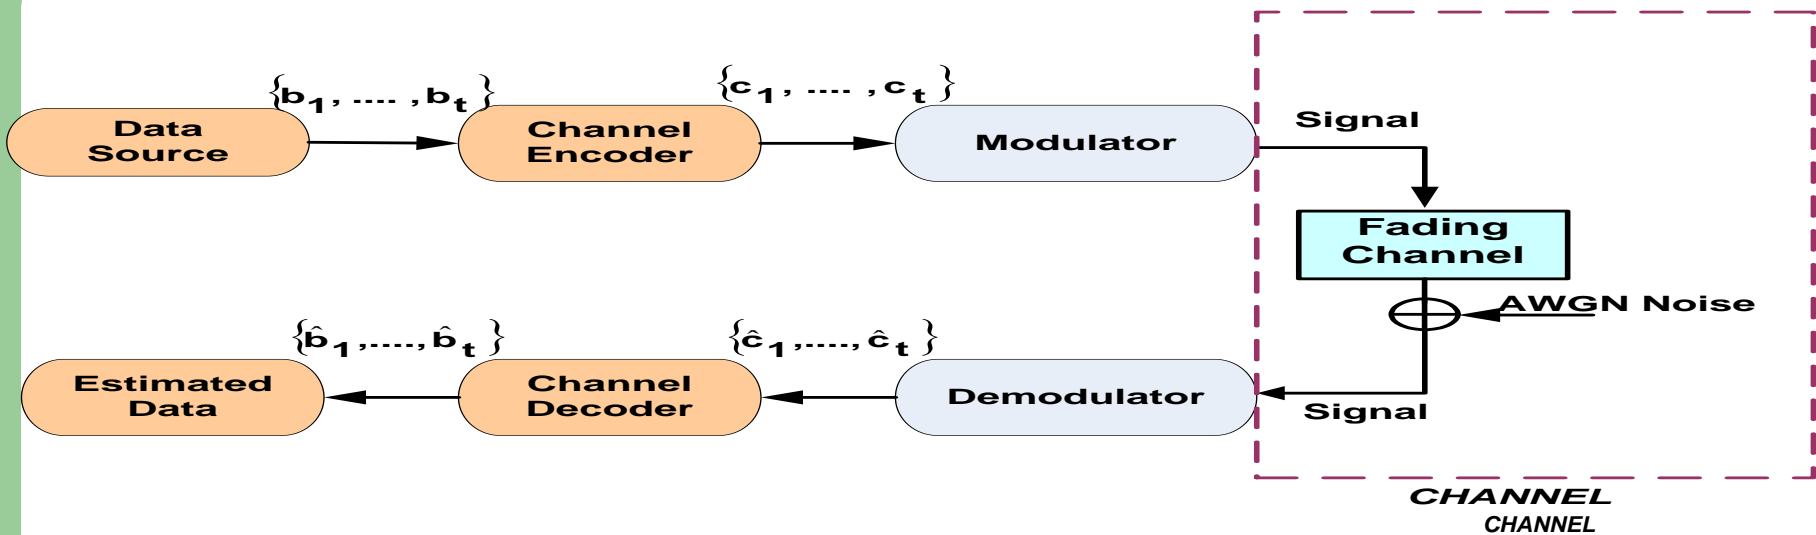 {b1, .... , bt}
{c1, .... , ct}
Data
Source
Channel
Encoder
Modulator
Signal
Fading
Channel
AWGN Noise
{b̂1,....,b̂t}
{ĉ1,....,ĉt}
Estimated
Data
Channel
Decoder
Demodulator
Signal
CHANNEL
CHANNEL